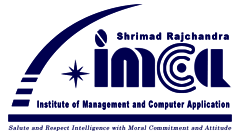 Shrimad Rajchandra
imca
Institute of Management and Computer Application
Salute and Respect Intelligence with Moral Commitment and Attitude